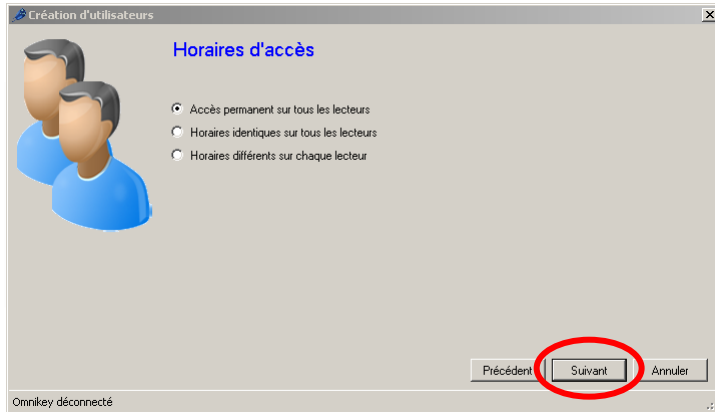 Création d'utilisateurs
Horaires d'accès
Accès permanent sur tous les lecteurs
Horaires identiques sur tous les lecteurs
Horaires différents sur chaque lecteur
Précédent Suivant Annuler
Omnikey déconnecté